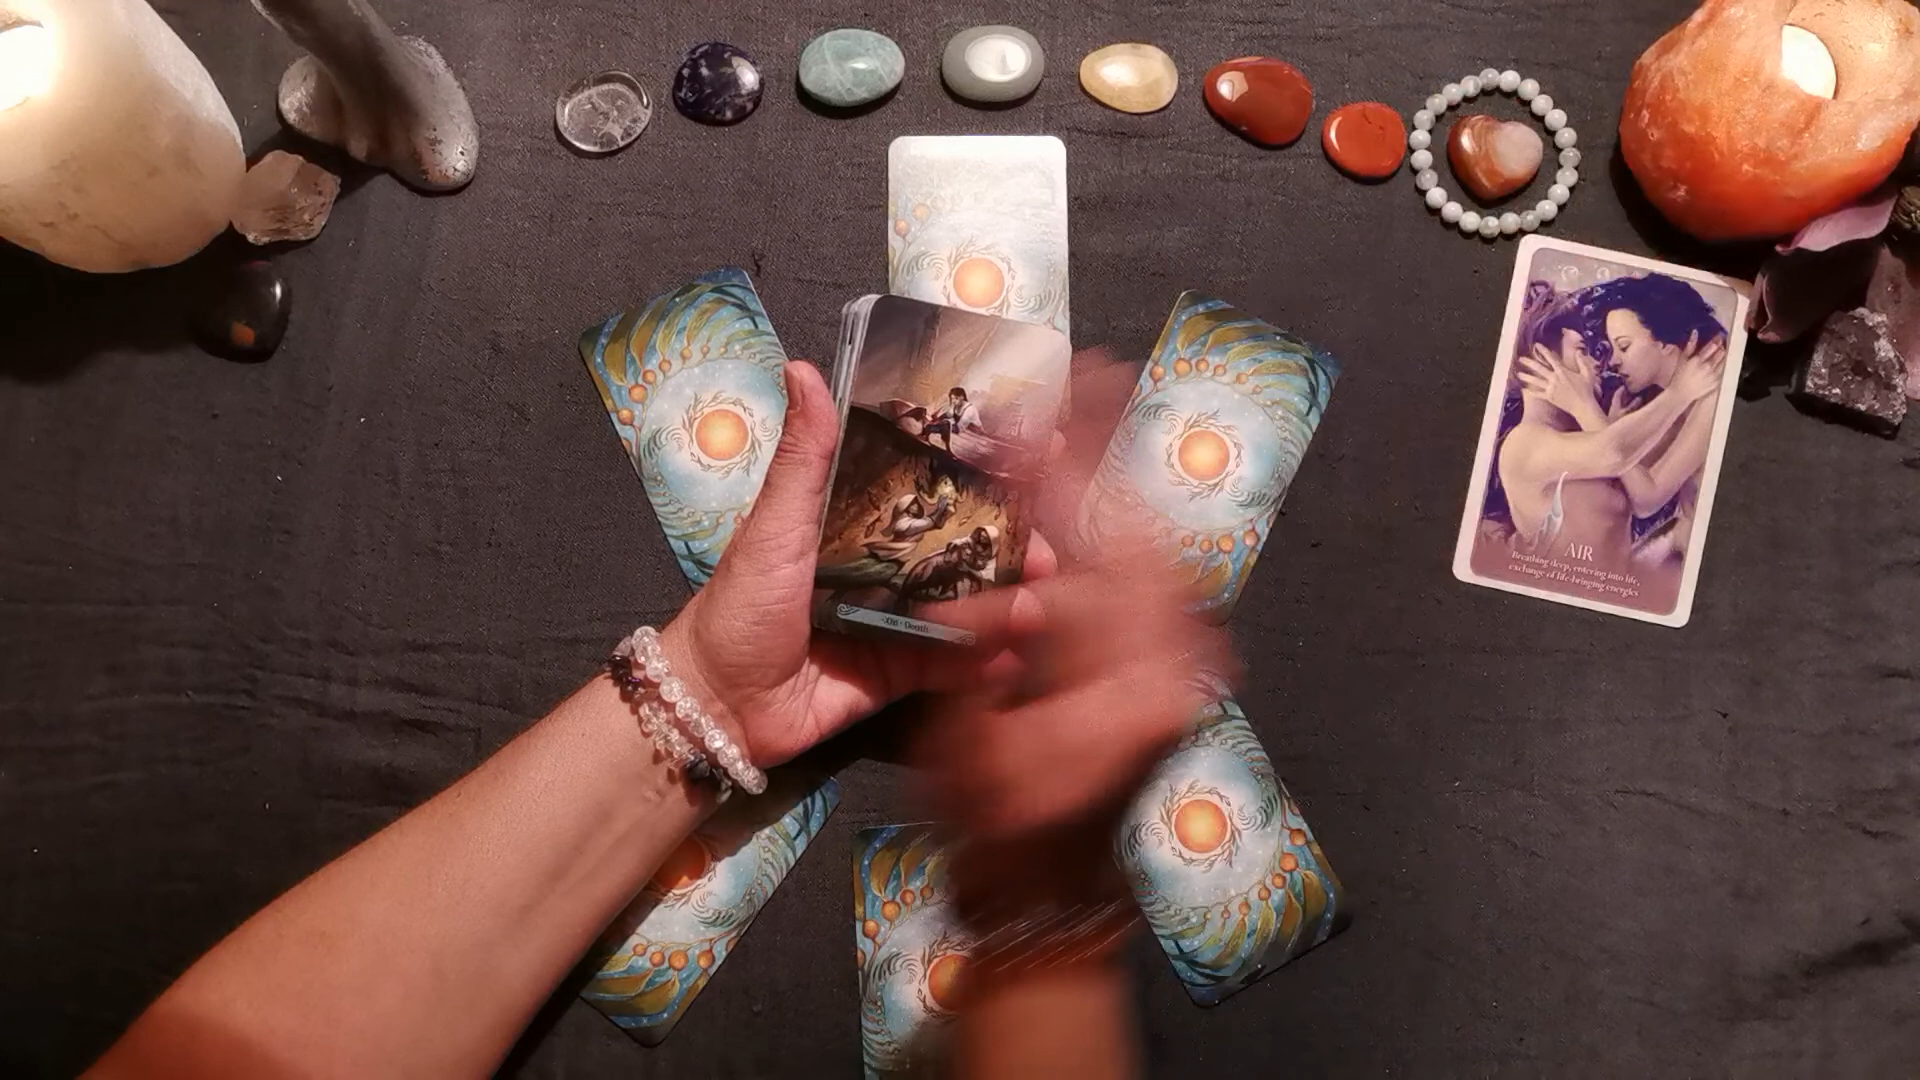 XIII · Death
AIR
Breathing deep, entering into life,
exchange of life-bringing energies